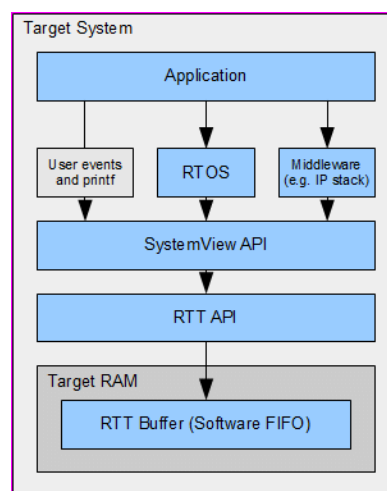 Target System
Application
User events
and printf
RTOS
Middleware
(e.g. IP stack)
SystemView API
RTT API
Target RAM
RTT Buffer (Software FIFO)